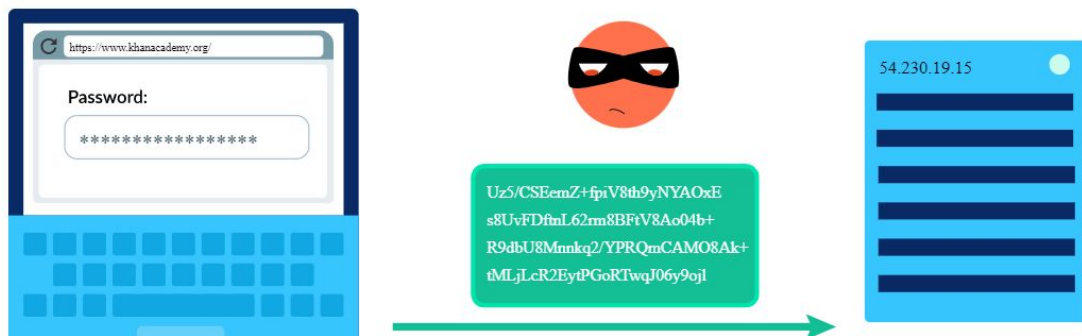 https://www.khanacademy.org/
Password:
*****************
Uz5/CSEemZ+fpiV8th9yNYAOxE
s8UvFDftnL62rm8BFtV8Ao04b+
R9dbU8Mnnkq2/YPRQmCAMO8Ak+
tMLjLcR2EytPGoRTwqJ06y9ojl
54.230.19.15